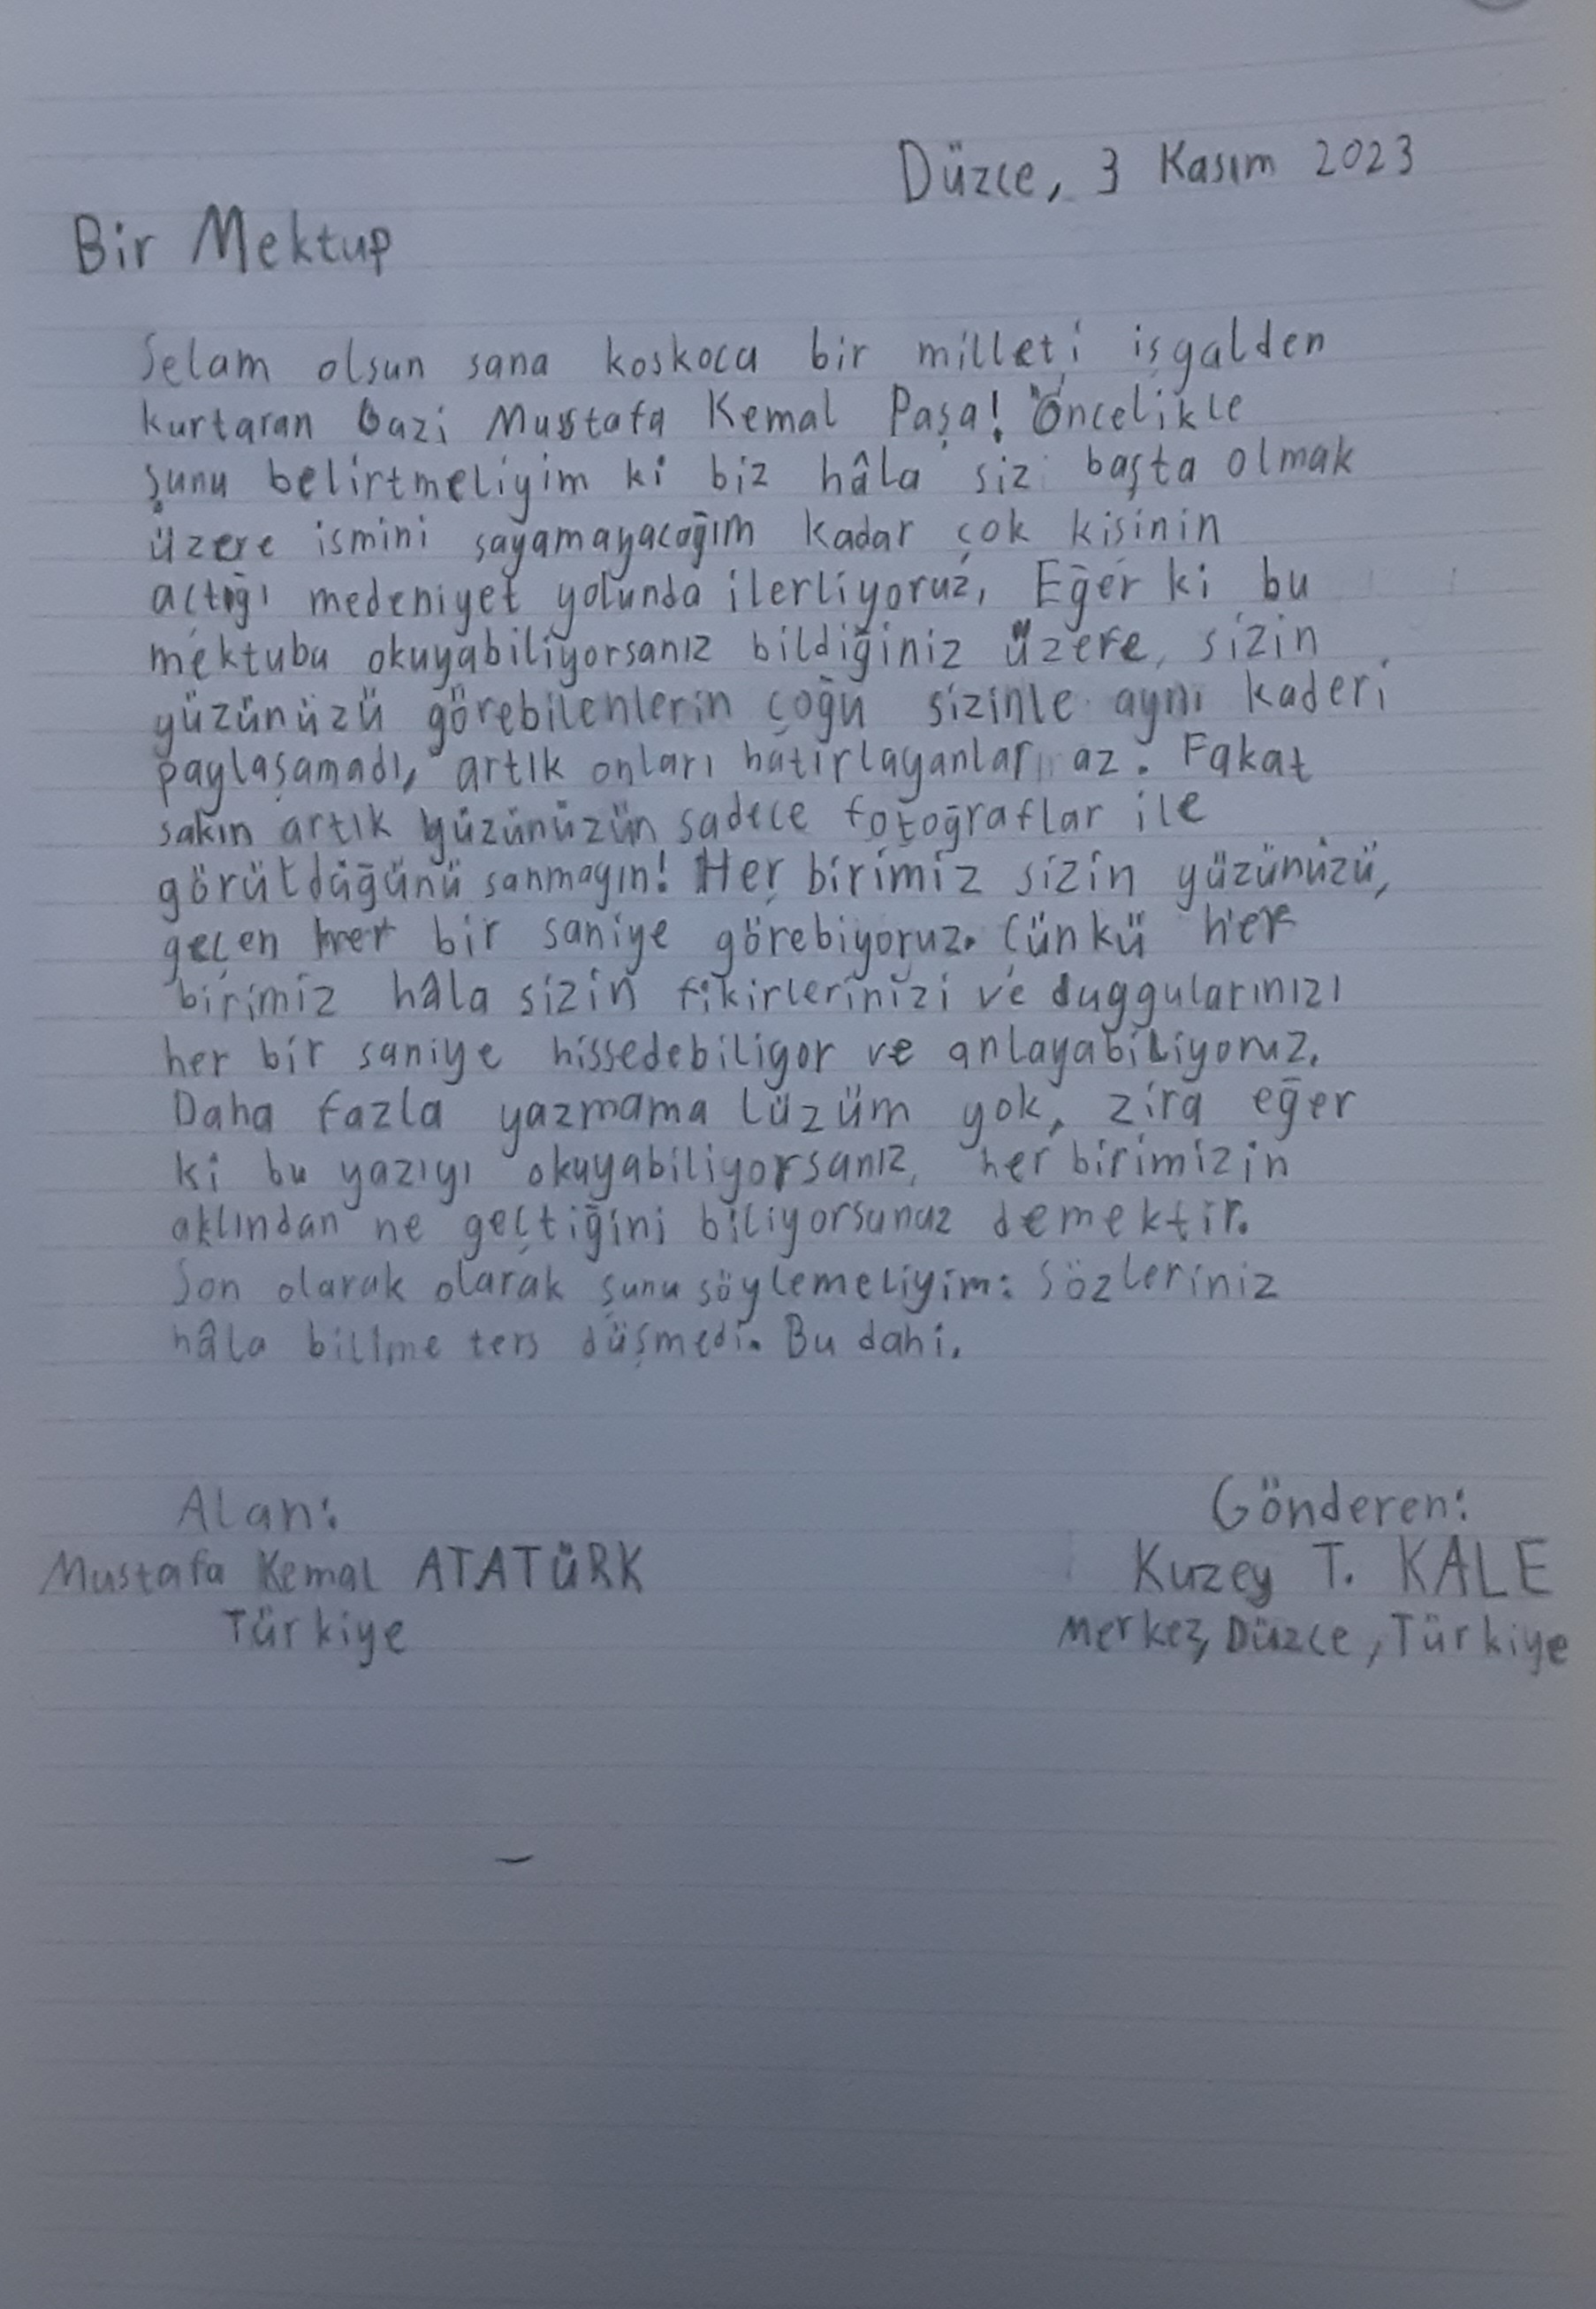 Düzce, 3 Kasım 2023
Bir Mektup
Selam olsun sana koskoca bir milleti işgalden
kurtaran Gazi Mustafa Kemal Paşa! Öncelikle
şunu belirtmeliyim ki biz hâla siz başta olmak
üzere ismini sayamayacağım kadar çok kisinin
açtığı medeniyet yolunda ilerliyoruz, Eğer ki bu
mektubu okuyabiliyorsanız bildiğiniz üzere, sizin
yüzünüzü görebilenlerin çoğu sizinle aynı kaderi
paylaşamadı, artık onları hatırlayanlar az. Fakat
sakın artık yüzünüzün sadece fotoğraflar ile
görüldüğünü sanmayın! Her birimiz sizin yüzünüzü,
geçen her bir saniye görebiyoruz. Çünkü her
birimiz hâla sizin fikirlerinizi ve duygularınızı
her bir saniye hissedebiliyor ve anlayabiliyoruz.
Daha fazla yazmama lüzüm yok, zira eğer
ki bu yazıyı okuyabiliyorsanız, her birimizin
aklından ne geçtiğini biliyorsunuz demektir.
Son olarak olarak şunu söylemeliyim: Sözleriniz
hâla bilime ters düşmedi. Bu dahi.
Alan:
Mustafa Kemal ATATÜRK
Türkiye
Gönderen:
Kuzey T. KALE
Merkez, Düzce, Türkiye